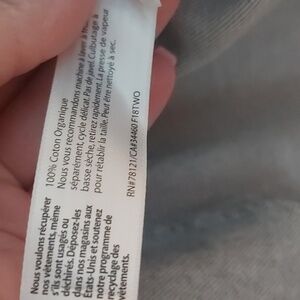 100% Coton Organique
Nous vous recommandons machine à laver à froid
séparément, cycle délicat. Pas de javel. Culbutage à
basse sèche, retirez rapidement. La presse de vapeur
pour rétablir la taille. Peut être nettoyé à sec.
RN#78121/CA#34460 F18TWO
Nous voulons récupérer
nos vêtements, même
s'ils sont usagés ou
déchirés. Déposez-les
dans nos magasins aux
États-Unis et soutenez
notre programme de
recyclage des
vêtements.